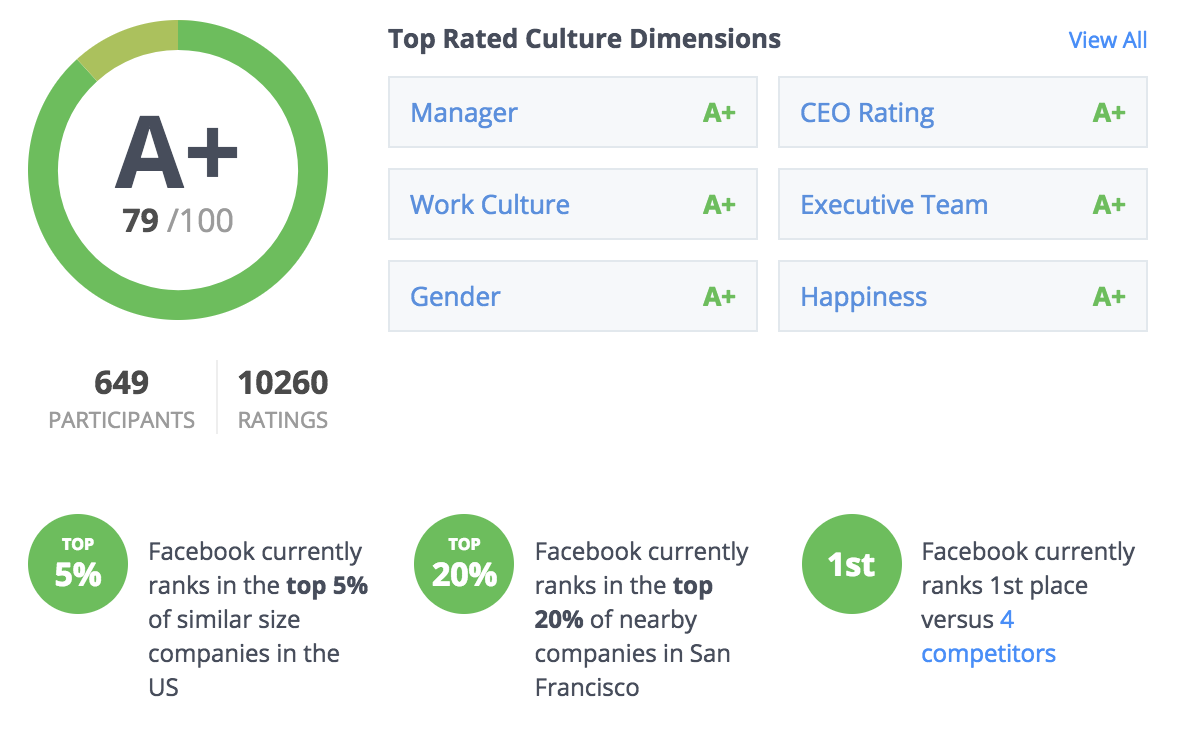 A+
79 /100
649
PARTICIPANTS
10260
RATINGS
Top Rated Culture Dimensions
View All
Manager A+
CEO Rating A+
Work Culture A+
Executive Team A+
Gender A+
Happiness A+
TOP
5%
Facebook currently
ranks in the top 5%
of similar size
companies in the
US
TOP
20%
Facebook currently
ranks in the top
20% of nearby
companies in San
Francisco
1st
Facebook currently
ranks 1st place
versus 4
competitors